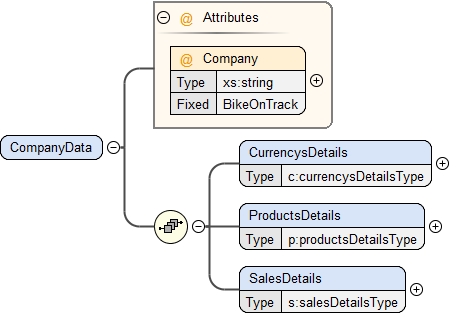 @ Attributes
@ Company
Type xs:string
Fixed BikeOnTrack
CompanyData
CurrencysDetails
Type c:currencysDetailsType
ProductsDetails
Type p:productsDetailsType
SalesDetails
Type s:salesDetailsType